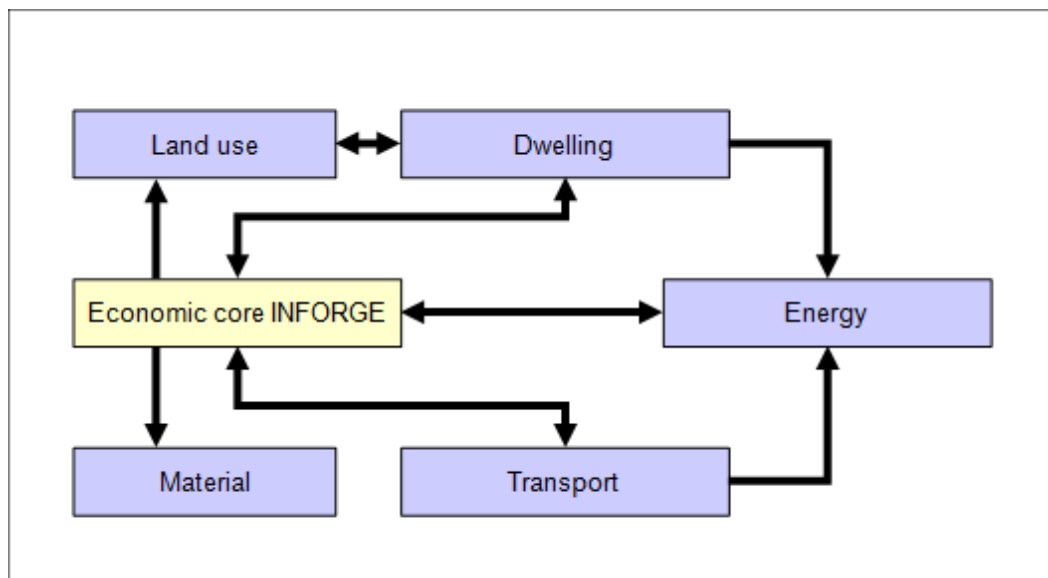 Land use
Dwelling
Economic core INFORGE
Energy
Material
Transport